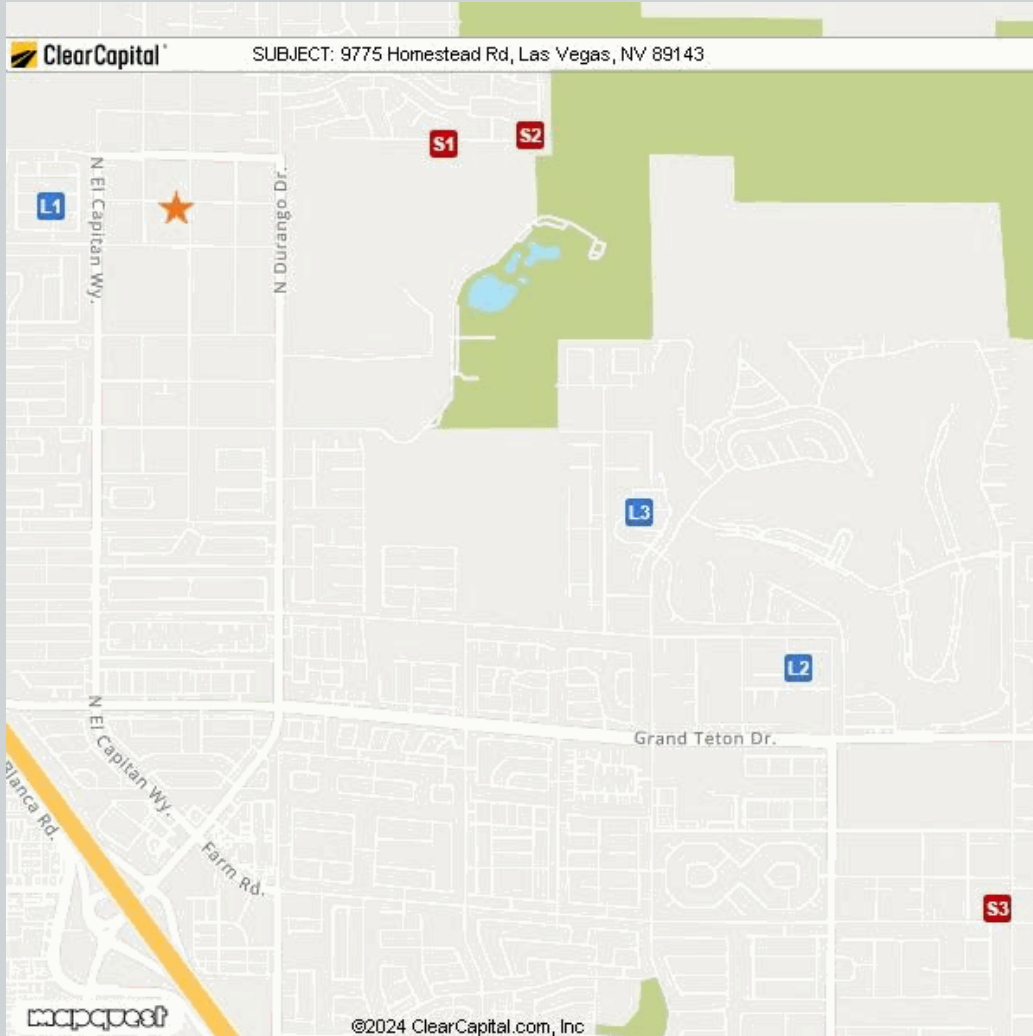 ClearCapital SUBJECT: 9775 Homestead Rd, Las Vegas, NV 89143
S1
S2
L1
N El Capitan Wy.
N Durango Dr.
L3
L2
N El Capitan Wy.
Grand Teton Dr.
Blanca Rd.
Farm Rd.
S3
mapquest
©2024 ClearCapital.com, Inc